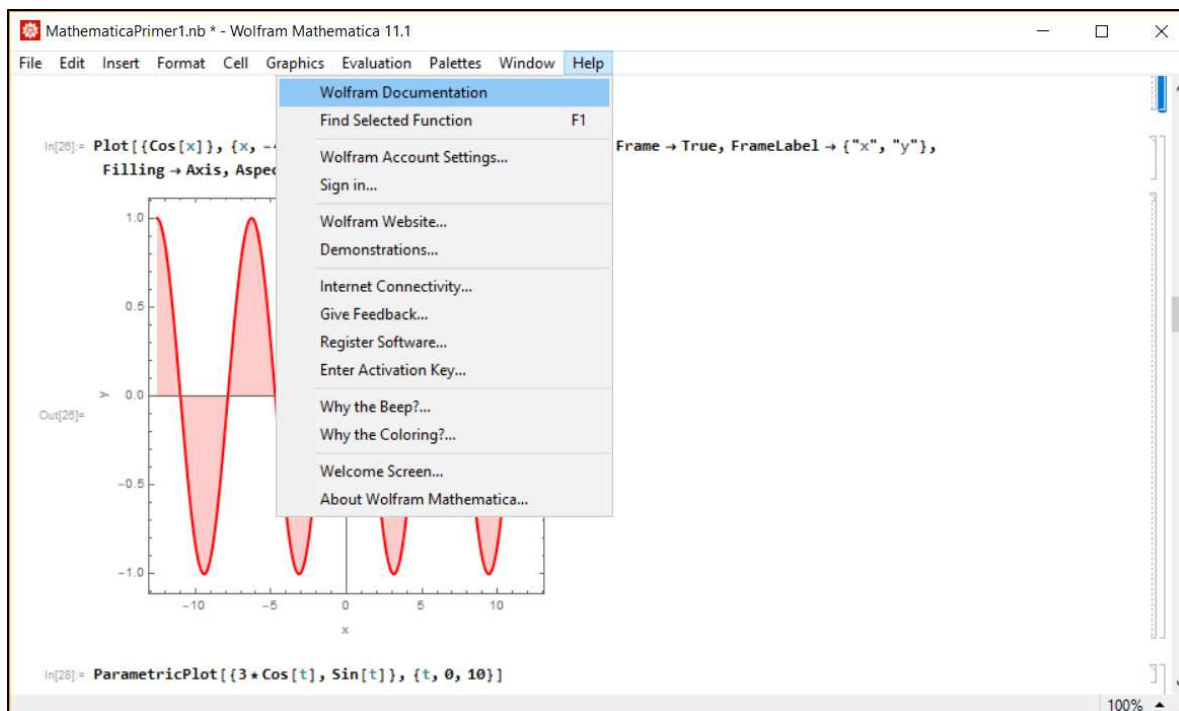 MathematicaPrimer1.nb * - Wolfram Mathematica 11.1
File Edit Insert Format Cell Graphics Evaluation Palettes Window Help
Wolfram Documentation
Find Selected Function F1
Wolfram Account Settings...
Sign in...
Wolfram Website...
Demonstrations...
Internet Connectivity...
Give Feedback...
Register Software...
Enter Activation Key...
Why the Beep?...
Why the Coloring?...
Welcome Screen...
About Wolfram Mathematica...
In[26]:= Plot[{Cos[x]}, {x, - Frame → True, FrameLabel → {"x", "y"},
Filling → Axis, Aspec
Out[26]=
1.0
0.5
0.0
-0.5
-1.0
y
-10 -5 0 5 10
x
In[28]:= ParametricPlot[{3*Cos[t], Sin[t]}, {t, 0, 10}]
100%